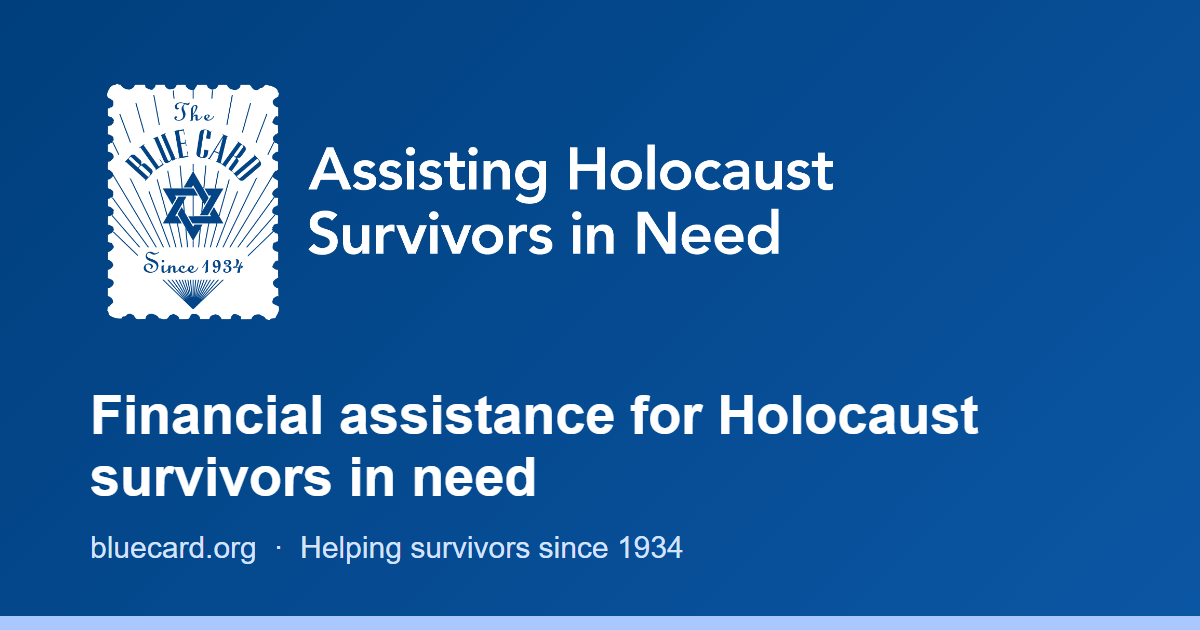 The
BLUE CARD
Since 1934
Assisting Holocaust
Survivors in Need
Financial assistance for Holocaust
survivors in need
bluecard.org · Helping survivors since 1934